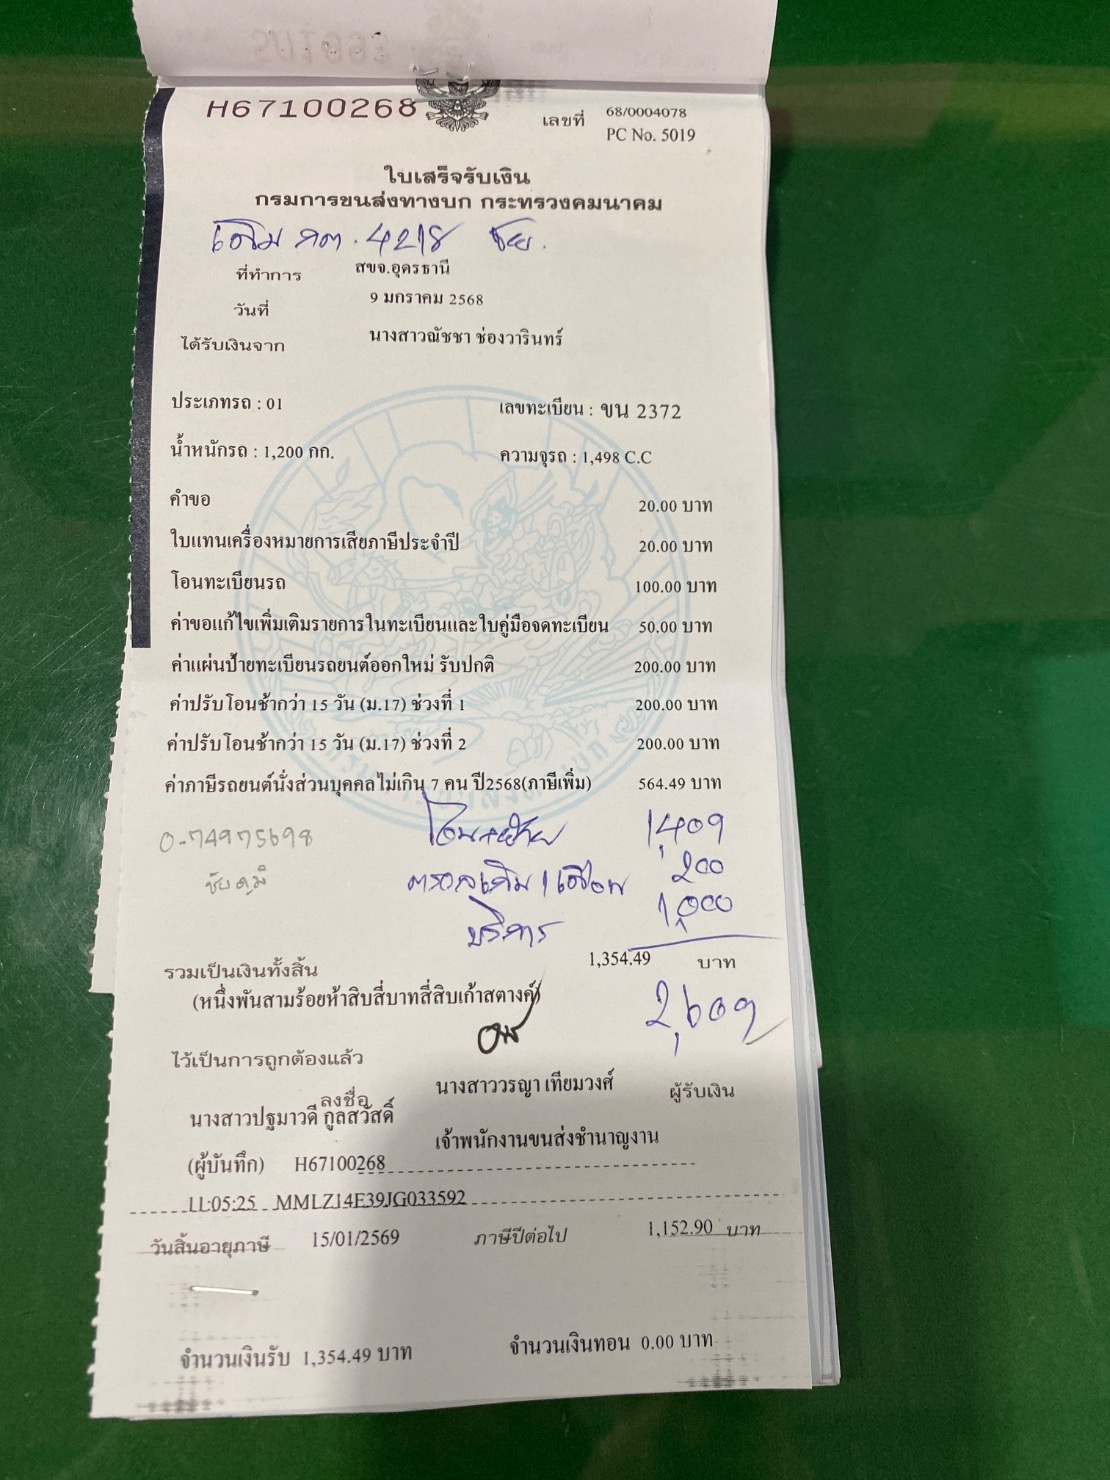 H67100268
เลขที่ 68/0004078
PC No. 5019
ใบเสร็จรับเงิน
กรมการขนส่งทางบก กระทรวงคมนาคม
เดิม กต. 4218 ชย.
ที่ทำการ สขจ.อุดรธานี
วันที่ 9 มกราคม 2568
ได้รับเงินจาก นางสาวณัชชา ช่องวารินทร์
ประเภทรถ : 01 เลขทะเบียน : ขน 2372
น้ำหนักรถ : 1,200 กก. ความจุรถ : 1,498 C.C
คำขอ 20.00 บาท
ใบแทนเครื่องหมายการเสียภาษีประจำปี 20.00 บาท
โอนทะเบียนรถ 100.00 บาท
ค่าขอแก้ไขเพิ่มเติมรายการในทะเบียนและใบคู่มือจดทะเบียน 50.00 บาท
ค่าแผ่นป้ายทะเบียนรถยนต์ออกใหม่ รับปกติ 200.00 บาท
ค่าปรับโอนช้ากว่า 15 วัน (ม.17) ช่วงที่ 1 200.00 บาท
ค่าปรับโอนช้ากว่า 15 วัน (ม.17) ช่วงที่ 2 200.00 บาท
ค่าภาษีรถยนต์นั่งส่วนบุคคลไม่เกิน 7 คน ปี2568(ภาษีเพิ่ม) 564.49 บาท
0-74975698 โอน+ย้าย 1,409
ชัยภูมิ 200
บริการ 1,000
รวมเป็นเงินทั้งสิ้น 1,354.49 บาท
(หนึ่งพันสามร้อยห้าสิบสี่บาทสี่สิบเก้าสตางค์) 2,609
ไว้เป็นการถูกต้องแล้ว
ลงชื่อ นางสาววรญา เทียมวงศ์ ผู้รับเงิน
นางสาวปฐมาวดี กูลสวัสดิ์
เจ้าพนักงานขนส่งชำนาญงาน
(ผู้บันทึก) H67100268
11:05:25 MMLZ14E39JG033592
วันสิ้นอายุภาษี 15/01/2569 ภาษีปีต่อไป 1,152.90 บาท
จำนวนเงินรับ 1,354.49 บาท จำนวนเงินทอน 0.00 บาท